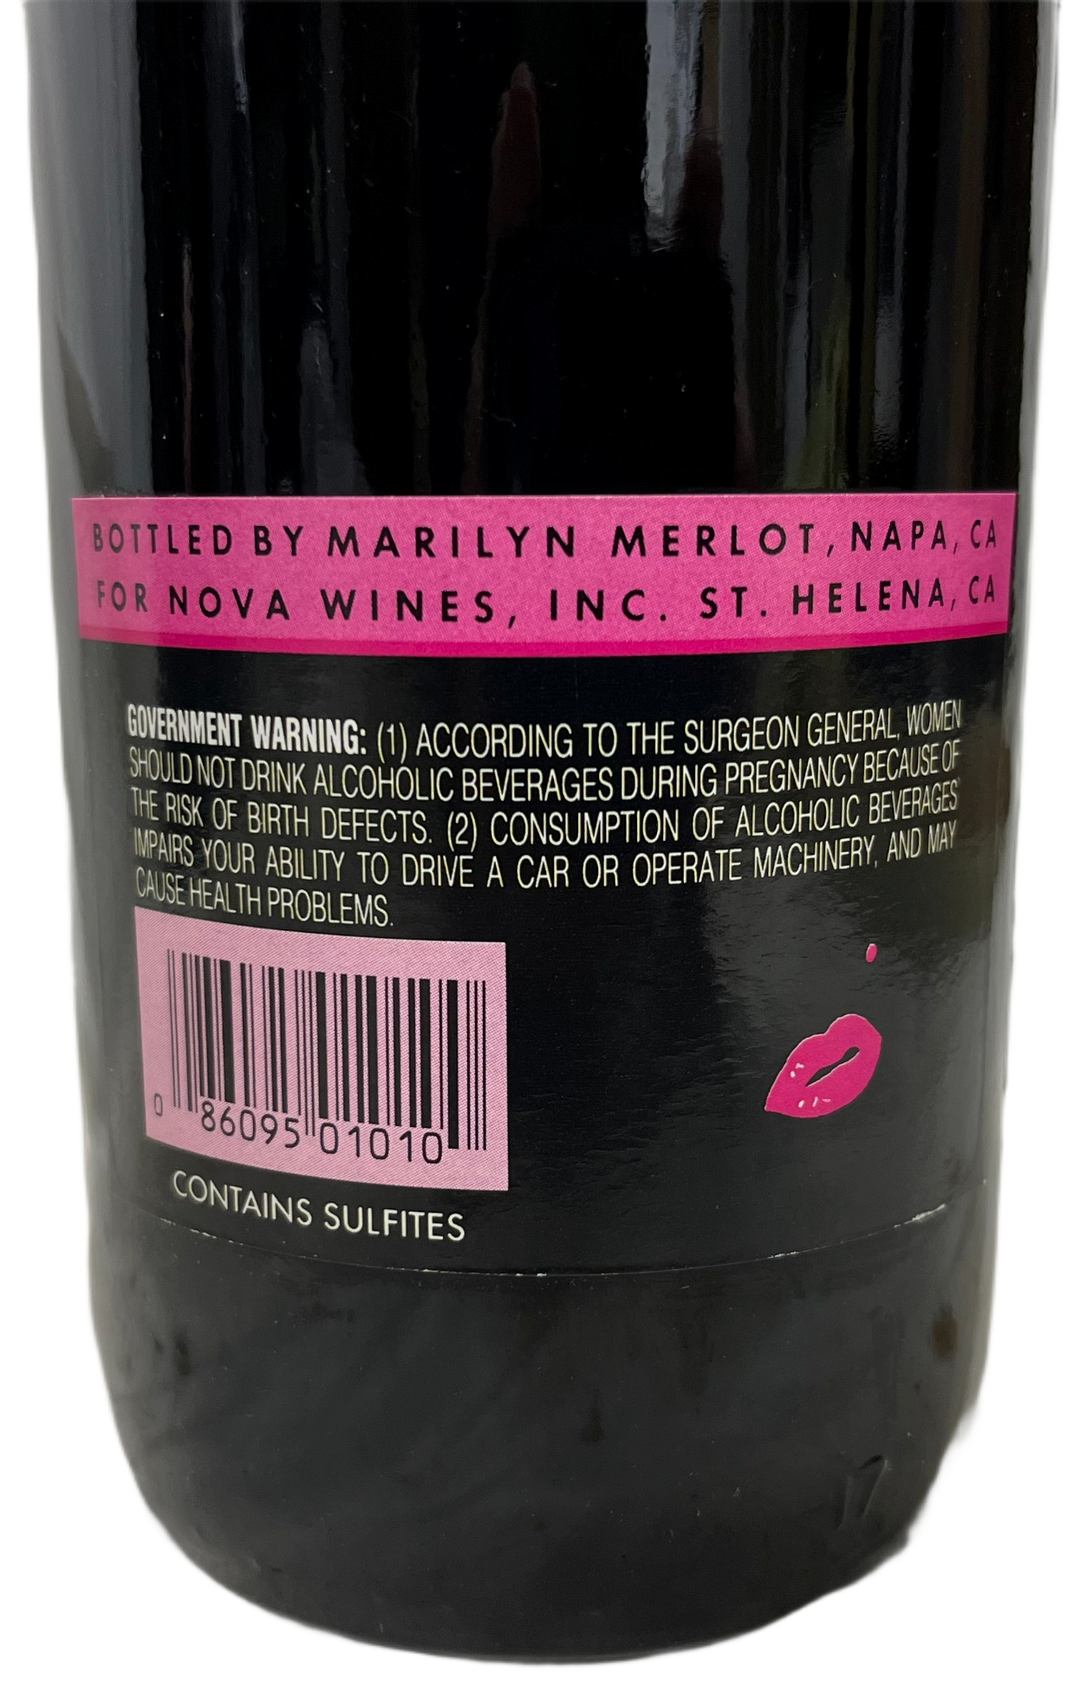 BOTTLED BY MARILYN MERLOT, NAPA, CA
FOR NOVA WINES, INC. ST. HELENA, CA
GOVERNMENT WARNING: (1) ACCORDING TO THE SURGEON GENERAL, WOMEN
SHOULD NOT DRINK ALCOHOLIC BEVERAGES DURING PREGNANCY BECAUSE OF
THE RISK OF BIRTH DEFECTS. (2) CONSUMPTION OF ALCOHOLIC BEVERAGES
IMPAIRS YOUR ABILITY TO DRIVE A CAR OR OPERATE MACHINERY, AND MAY
CAUSE HEALTH PROBLEMS.
0 86095 01010
CONTAINS SULFITES